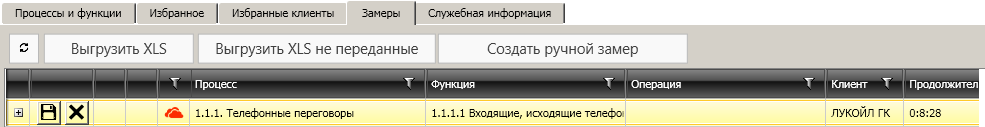 Процессы и функции Избранное Избранные клиенты Замеры Служебная информация
Выгрузить XLS Выгрузить XLS не переданные Создать ручной замер
Процесс Функция Операция Клиент Продолжител
1.1.1. Телефонные переговоры 1.1.1.1 Входящие, исходящие телефо ЛУКОЙЛ ГК 0:8:28